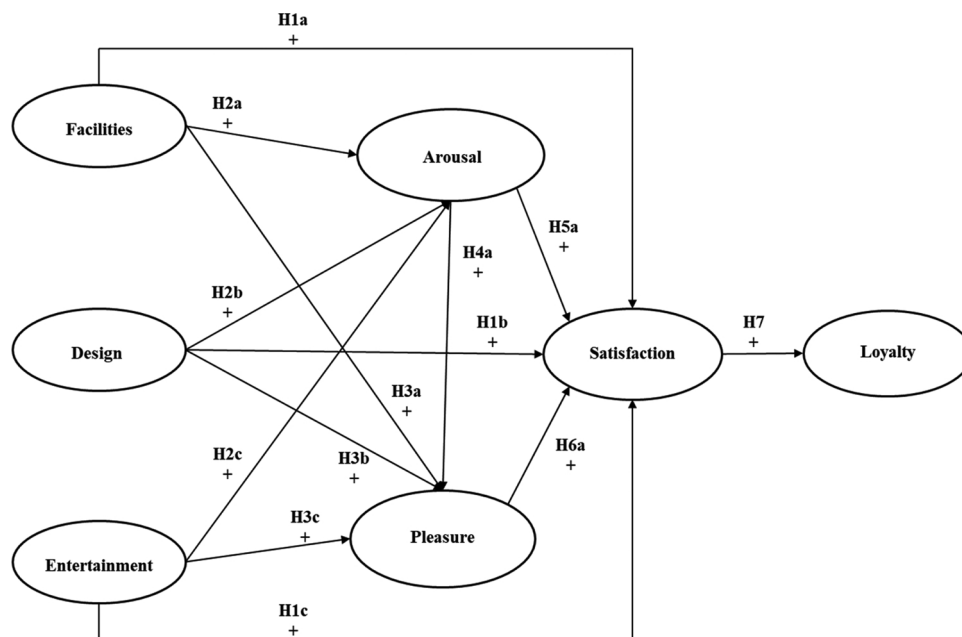 H1a
+
H2a
+
Facilities
Arousal
H5a
+
H4a
+
H2b
+
H1b
+
H7
+
Design
Satisfaction
Loyalty
H3a
+
H2c
+
H3b
+
H6a
+
H3c
+
Pleasure
Entertainment
H1c
+